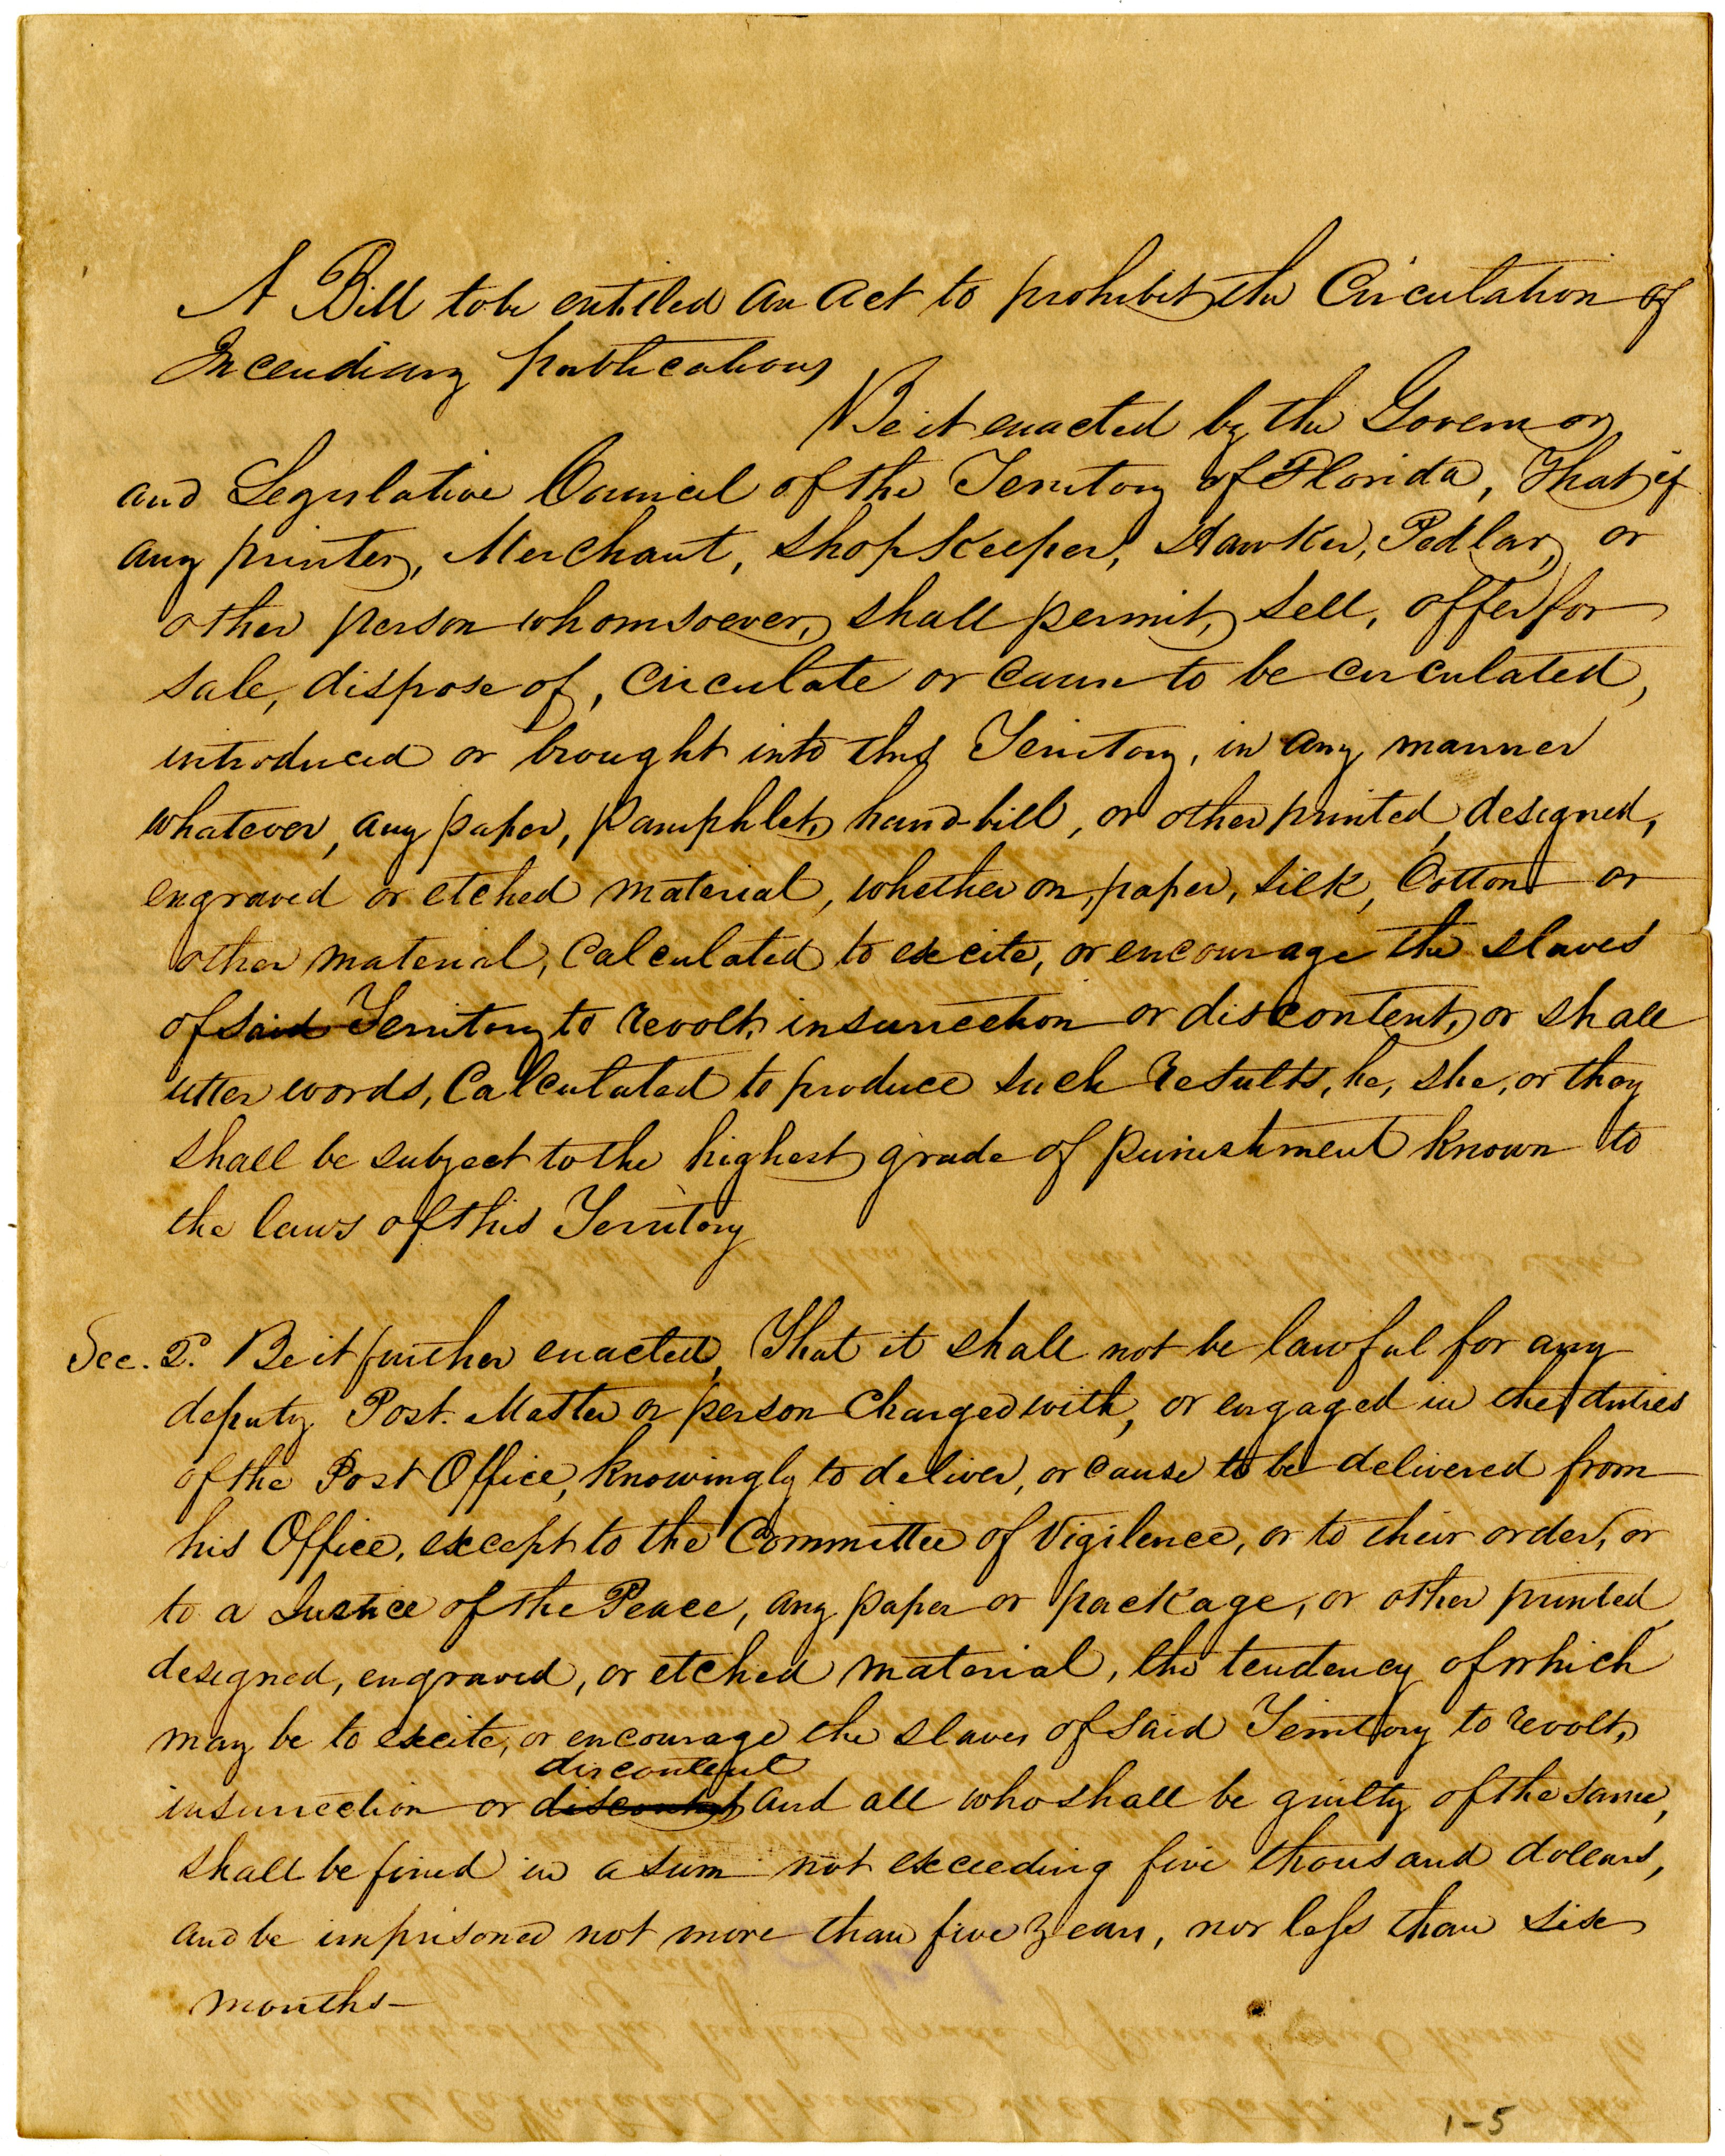 A Bill to be entitled An Act to prohibit the Circulation of
Incendiary publications
Be it enacted by the Governor
and Legislative Council of the Territory of Florida, That if
any printer, Merchant, shop keeper, Hawker, Pedlar, or
other person whomsoever, shall permit, sell, offer for
sale, dispose of, circulate or cause to be circulated,
introduced or brought into this Territory, in any manner
whatever, any paper, pamphlet, hand-bill, or other printed, designed,
engraved or etched material, whether on, paper, silk, Cotton or
other material, calculated to excite, or encourage the slaves
of said Territory to revolt, insurrection or discontent, or shall
utter words, Calculated to produce such results, he, she, or they
shall be subject to the highest grade of punishment known to
the laws of this Territory
Sec. 2. Be it further enacted, That it shall not be lawful for any
deputy Post. Master or person Charged with, or engaged in the duties
of the Post Office, knowingly to deliver, or cause to be delivered from
his Office, except to the Committee of Vigilence, or to their order, or
to a Justice of the Peace, any paper or package, or other printed,
designed, engraved, or etched material, the tendency of which
may be to excite, or encourage the slaves of said Territory to revolt,
discontent
insurrection or discontent and all who shall be guilty of the same,
shall be fined in a sum not exceeding five thousand dollars,
and be imprisoned not more than five years, nor less than six
months-
1-5